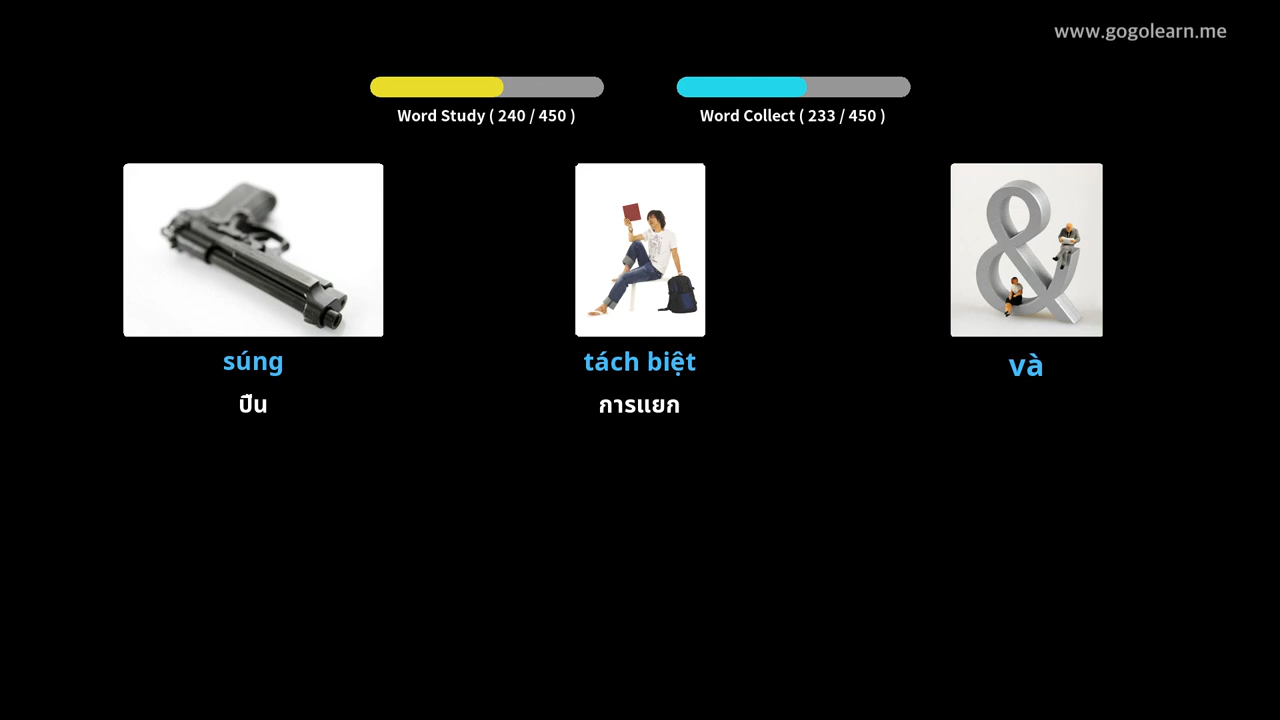 www.gogolearn.me
Word Study ( 240 / 450 )
Word Collect ( 233 / 450 )
súng
tách biệt
và
ปืน
การแยก